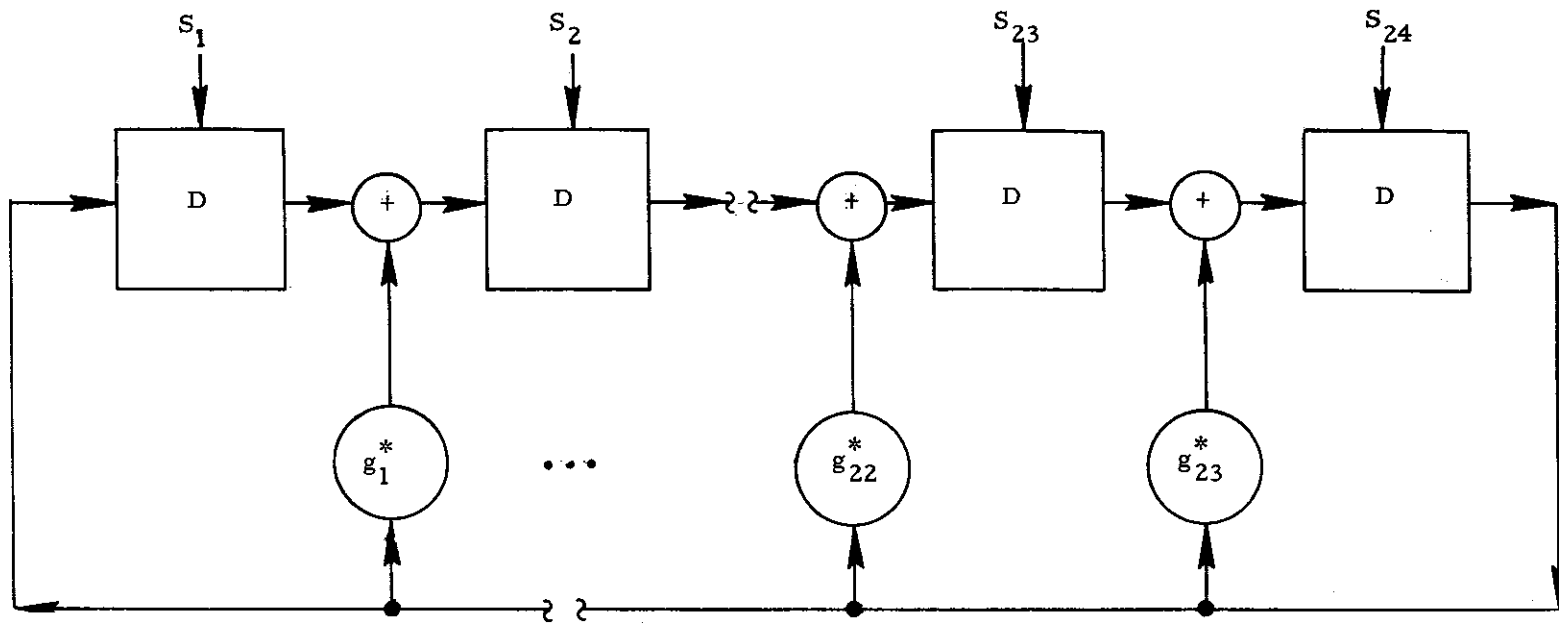 S₁ S₂ S₂₃ S₂₄
D + D + D + D
g₁* ... g₂₂* g₂₃*